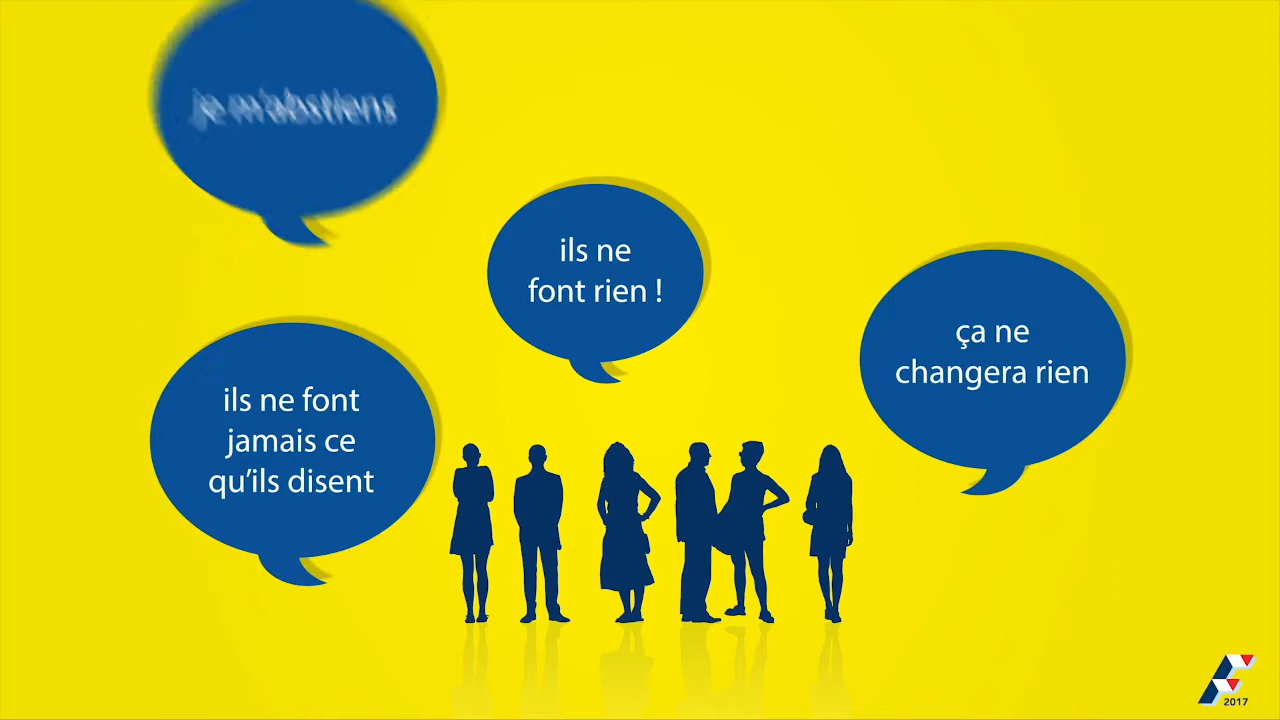 je m'abstiens
ils ne
font rien !
ça ne
changera rien
ils ne font
jamais ce
qu'ils disent
2017